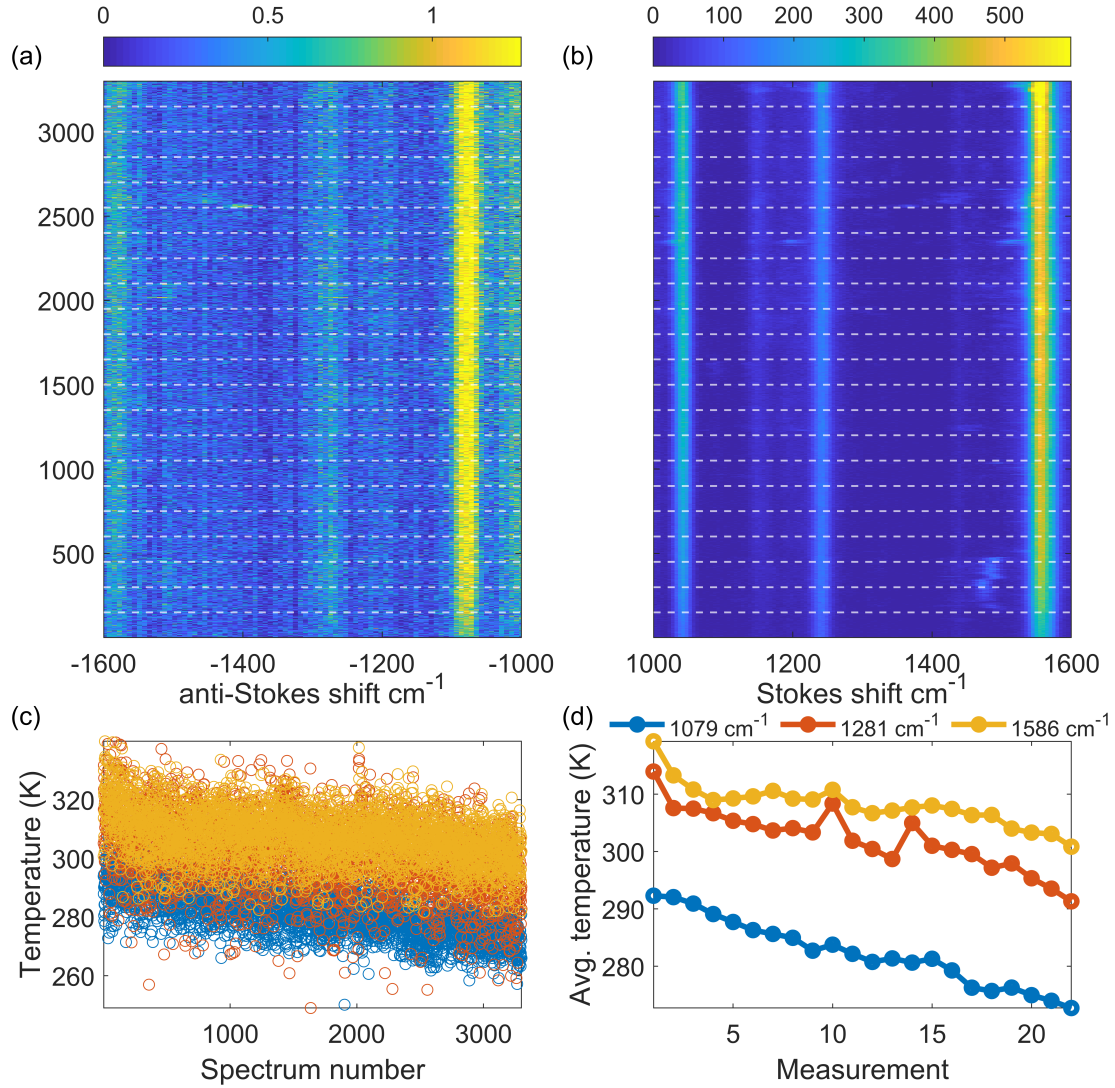 0 0.5 1
0 100 200 300 400 500
(a)
(b)
3000
2500
2000
1500
1000
500
-1600 -1400 -1200 -1000
anti-Stokes shift cm⁻¹
1000 1200 1400 1600
Stokes shift cm⁻¹
(c)
320
300
280
260
Temperature (K)
1000 2000 3000
Spectrum number
(d)
1079 cm⁻¹ 1281 cm⁻¹ 1586 cm⁻¹
310
300
290
280
Avg. temperature (K)
5 10 15 20
Measurement